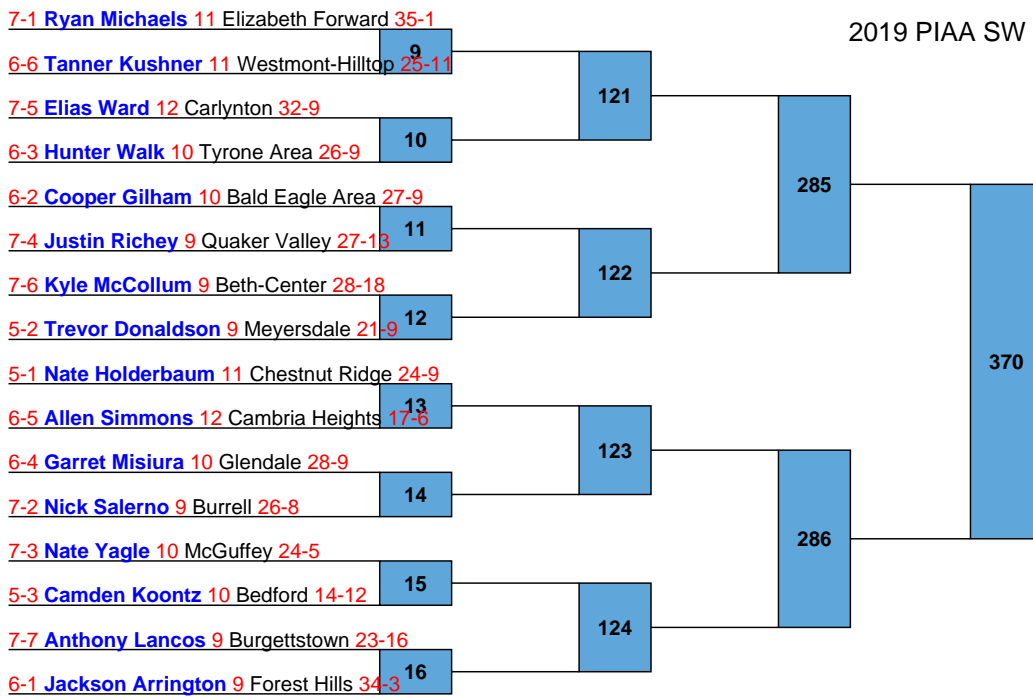 2019 PIAA SW
7-1 Ryan Michaels 11 Elizabeth Forward 35-1
9
6-6 Tanner Kushner 11 Westmont-Hilltop 25-11
121
7-5 Elias Ward 12 Carlynton 32-9
10
6-3 Hunter Walk 10 Tyrone Area 26-9
285
6-2 Cooper Gilham 10 Bald Eagle Area 27-9
11
7-4 Justin Richey 9 Quaker Valley 27-13
122
7-6 Kyle McCollum 9 Beth-Center 28-18
12
5-2 Trevor Donaldson 9 Meyersdale 21-9
370
5-1 Nate Holderbaum 11 Chestnut Ridge 24-9
13
6-5 Allen Simmons 12 Cambria Heights 17-6
123
6-4 Garret Misiura 10 Glendale 28-9
14
7-2 Nick Salerno 9 Burrell 26-8
286
7-3 Nate Yagle 10 McGuffey 24-5
15
5-3 Camden Koontz 10 Bedford 14-12
124
7-7 Anthony Lancos 9 Burgettstown 23-16
16
6-1 Jackson Arrington 9 Forest Hills 34-3